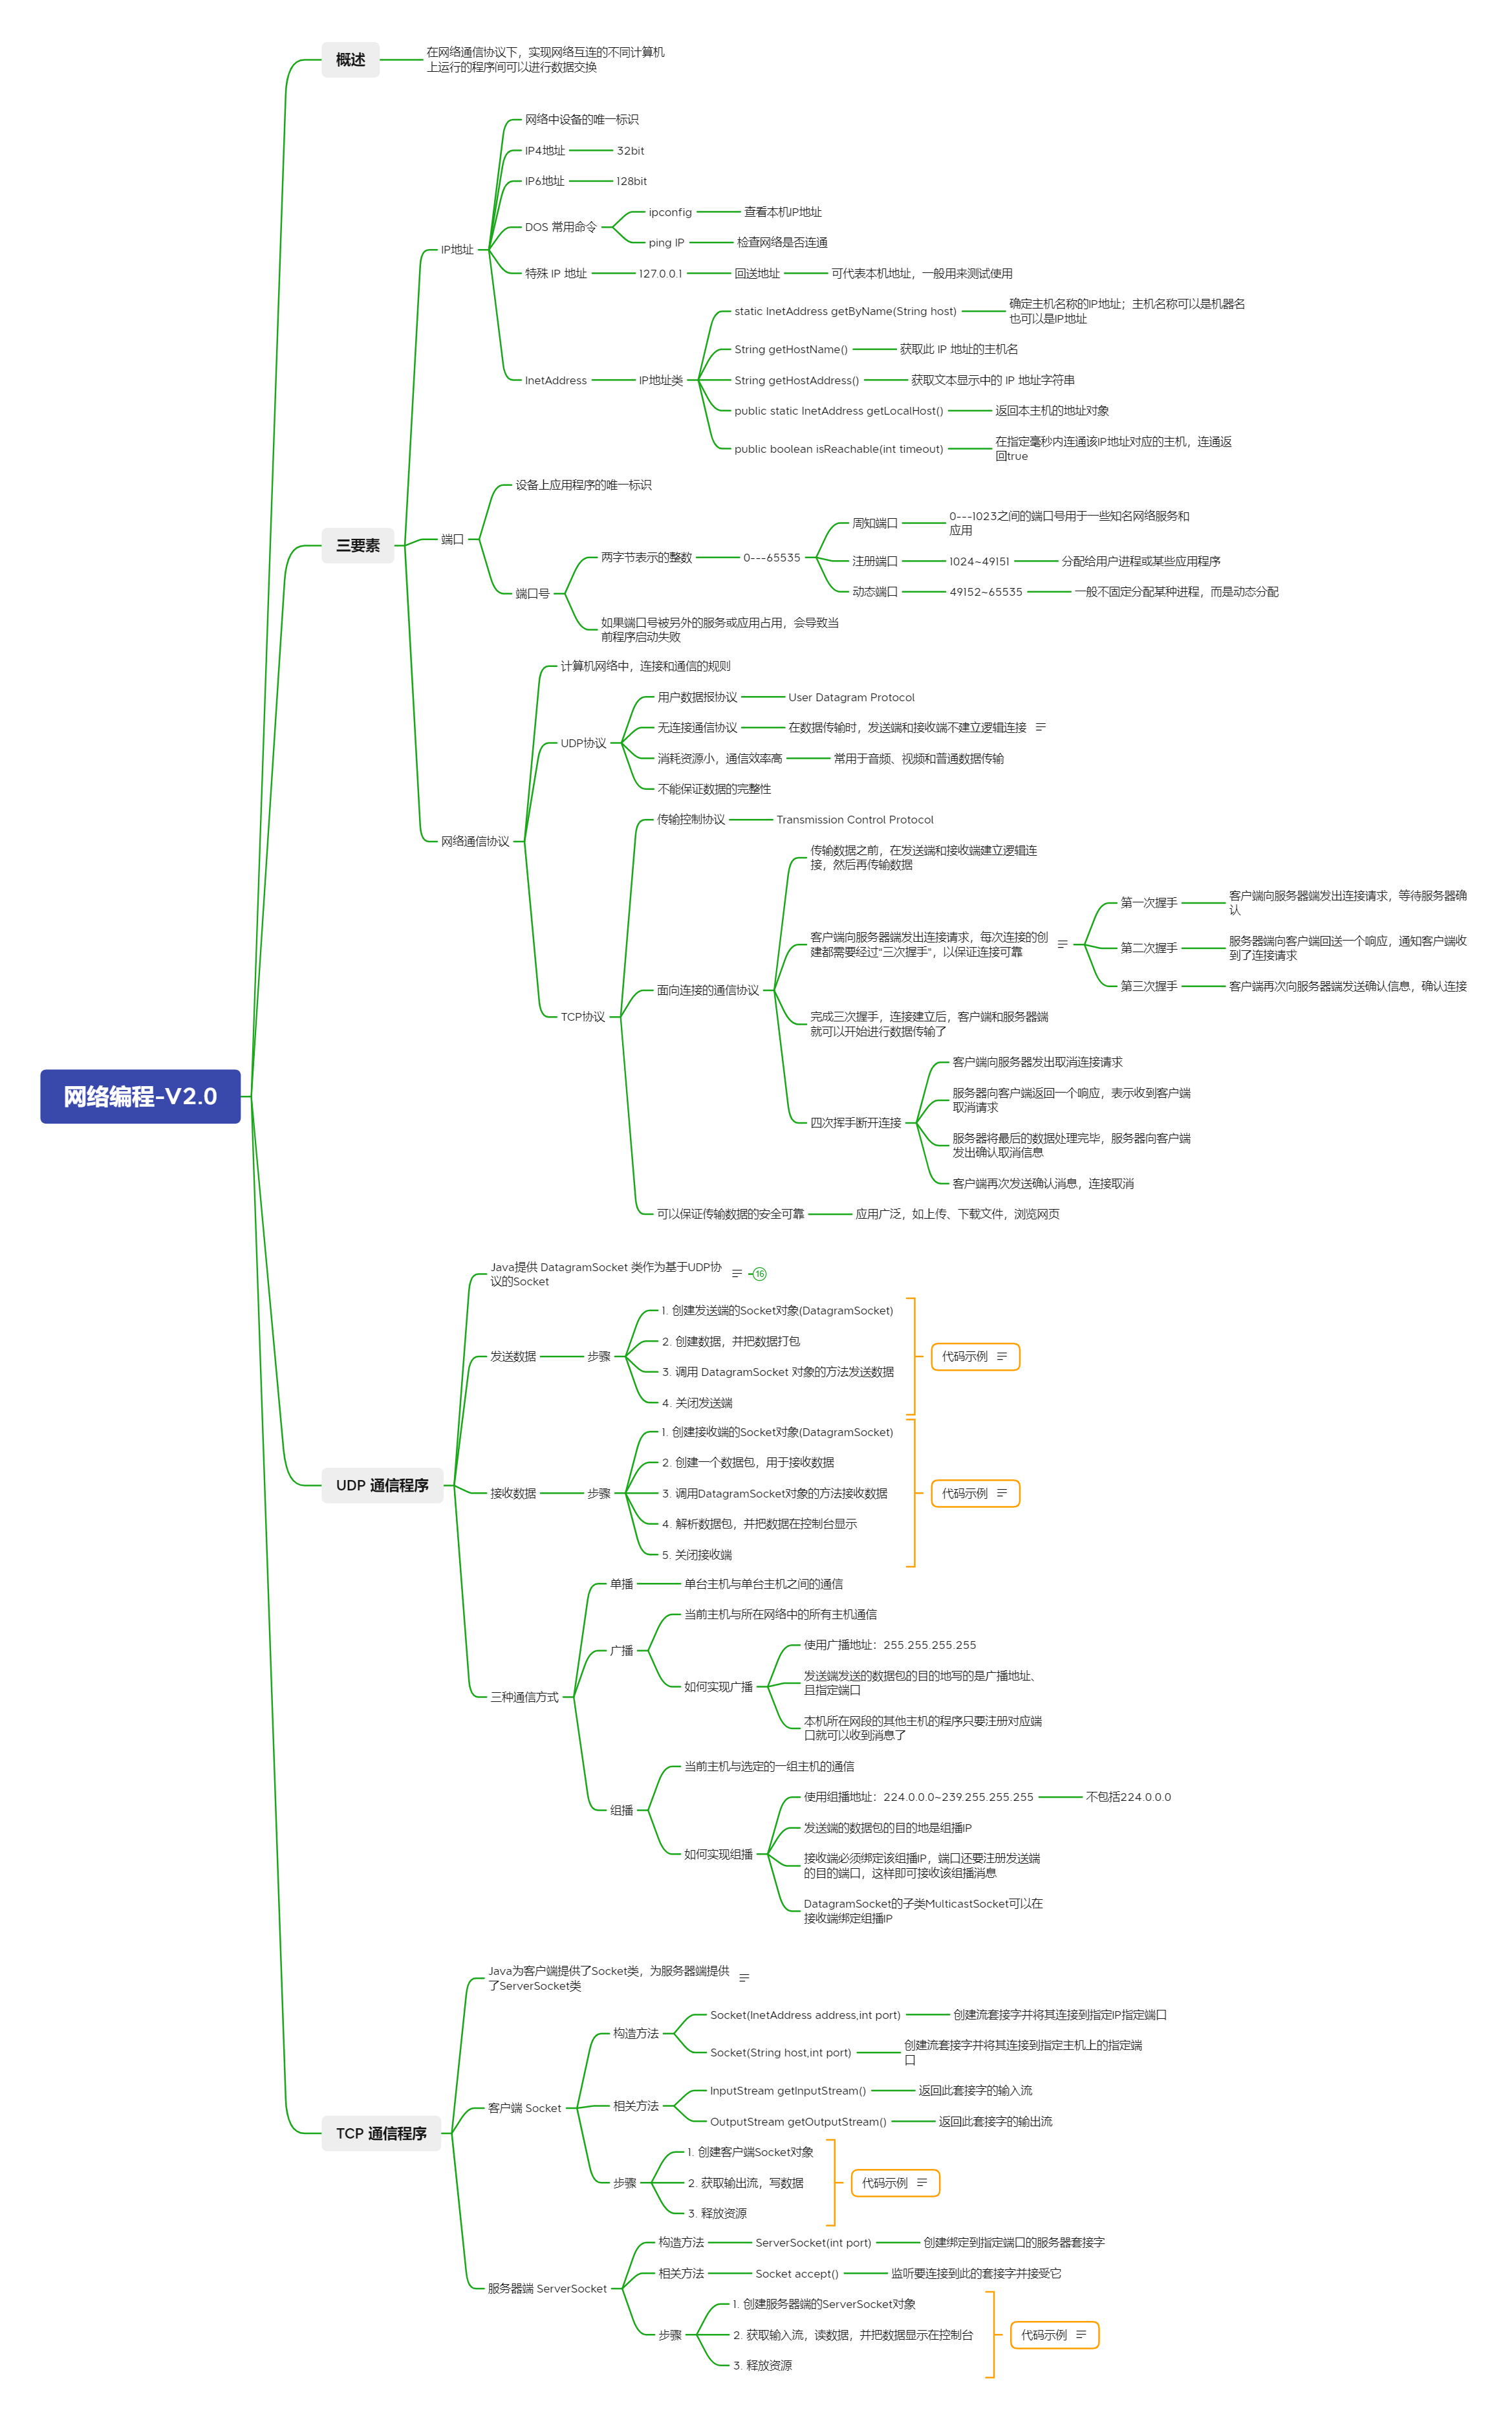 概述
在网络通信协议下，实现网络互连的不同计算机
上运行的程序间可以进行数据交换
网络中设备的唯一标识
IP4地址
32bit
IP6地址
128bit
DOS 常用命令
ipconfig
查看本机IP地址
ping IP
检查网络是否连通
IP地址
特殊 IP 地址
127.0.0.1
回送地址
可代表本机地址，一般用来测试使用
InetAddress
IP地址类
static InetAddress getByName(String host)
确定主机名称的IP地址；主机名称可以是机器名
也可以是IP地址
String getHostName()
获取此 IP 地址的主机名
String getHostAddress()
获取文本显示中的 IP 地址字符串
public static InetAddress getLocalHost()
返回本主机的地址对象
public boolean isReachable(int timeout)
在指定毫秒内连通该IP地址对应的主机，连通返
回true
三要素
端口
设备上应用程序的唯一标识
端口号
两字节表示的整数
0---65535
周知端口
0---1023之间的端口号用于一些知名网络服务和
应用
注册端口
1024~49151
分配给用户进程或某些应用程序
动态端口
49152~65535
一般不固定分配某种进程，而是动态分配
如果端口号被另外的服务或应用占用，会导致当
前程序启动失败
网络通信协议
计算机网络中，连接和通信的规则
UDP协议
用户数据报协议
User Datagram Protocol
无连接通信协议
在数据传输时，发送端和接收端不建立逻辑连接
消耗资源小，通信效率高
常用于音频、视频和普通数据传输
不能保证数据的完整性
TCP协议
传输控制协议
Transmission Control Protocol
面向连接的通信协议
传输数据之前，在发送端和接收端建立逻辑连
接，然后再传输数据
客户端向服务器端发出连接请求，每次连接的创
建都需要经过“三次握手”，以保证连接可靠
第一次握手
客户端向服务器端发出连接请求，等待服务器确
认
第二次握手
服务器端向客户端回送一个响应，通知客户端收
到了连接请求
第三次握手
客户端再次向服务器端发送确认信息，确认连接
完成三次握手，连接建立后，客户端和服务器端
就可以开始进行数据传输了
四次挥手断开连接
客户端向服务器发出取消连接请求
服务器向客户端返回一个响应，表示收到客户端
取消请求
服务器将最后的数据处理完毕，服务器向客户端
发出确认取消信息
客户端再次发送确认消息，连接取消
可以保证传输数据的安全可靠
应用广泛，如上传、下载文件，浏览网页
网络编程-V2.0
UDP 通信程序
Java提供 DatagramSocket 类作为基于UDP协
议的Socket
16
发送数据
步骤
1. 创建发送端的Socket对象(DatagramSocket)
2. 创建数据，并把数据打包
3. 调用 DatagramSocket 对象的方法发送数据
4. 关闭发送端
代码示例
接收数据
步骤
1. 创建接收端的Socket对象(DatagramSocket)
2. 创建一个数据包，用于接收数据
3. 调用DatagramSocket对象的方法接收数据
4. 解析数据包，并把数据在控制台显示
5. 关闭接收端
代码示例
三种通信方式
单播
单台主机与单台主机之间的通信
广播
当前主机与所在网络中的所有主机通信
如何实现广播
使用广播地址：255.255.255.255
发送端发送的数据包的目的地写的是广播地址、
且指定端口
本机所在网段的其他主机的程序只要注册对应端
口就可以收到消息了
组播
当前主机与选定的一组主机的通信
如何实现组播
使用组播地址：224.0.0.0~239.255.255.255
不包括224.0.0.0
发送端的数据包的目的地是组播IP
接收端必须绑定该组播IP，端口还要注册发送端
的目的端口，这样即可接收该组播消息
DatagramSocket的子类MulticastSocket可以在
接收端绑定组播IP
TCP 通信程序
Java为客户端提供了Socket类，为服务器端提供
了ServerSocket类
客户端 Socket
构造方法
Socket(InetAddress address,int port)
创建流套接字并将其连接到指定IP指定端口
Socket(String host,int port)
创建流套接字并将其连接到指定主机上的指定端
口
相关方法
InputStream getInputStream()
返回此套接字的输入流
OutputStream getOutputStream()
返回此套接字的输出流
步骤
1. 创建客户端Socket对象
2. 获取输出流，写数据
3. 释放资源
代码示例
服务器端 ServerSocket
构造方法
ServerSocket(int port)
创建绑定到指定端口的服务器套接字
相关方法
Socket accept()
监听要连接到此的套接字并接受它
步骤
1. 创建服务器端的ServerSocket对象
2. 获取输入流，读数据，并把数据显示在控制台
3. 释放资源
代码示例